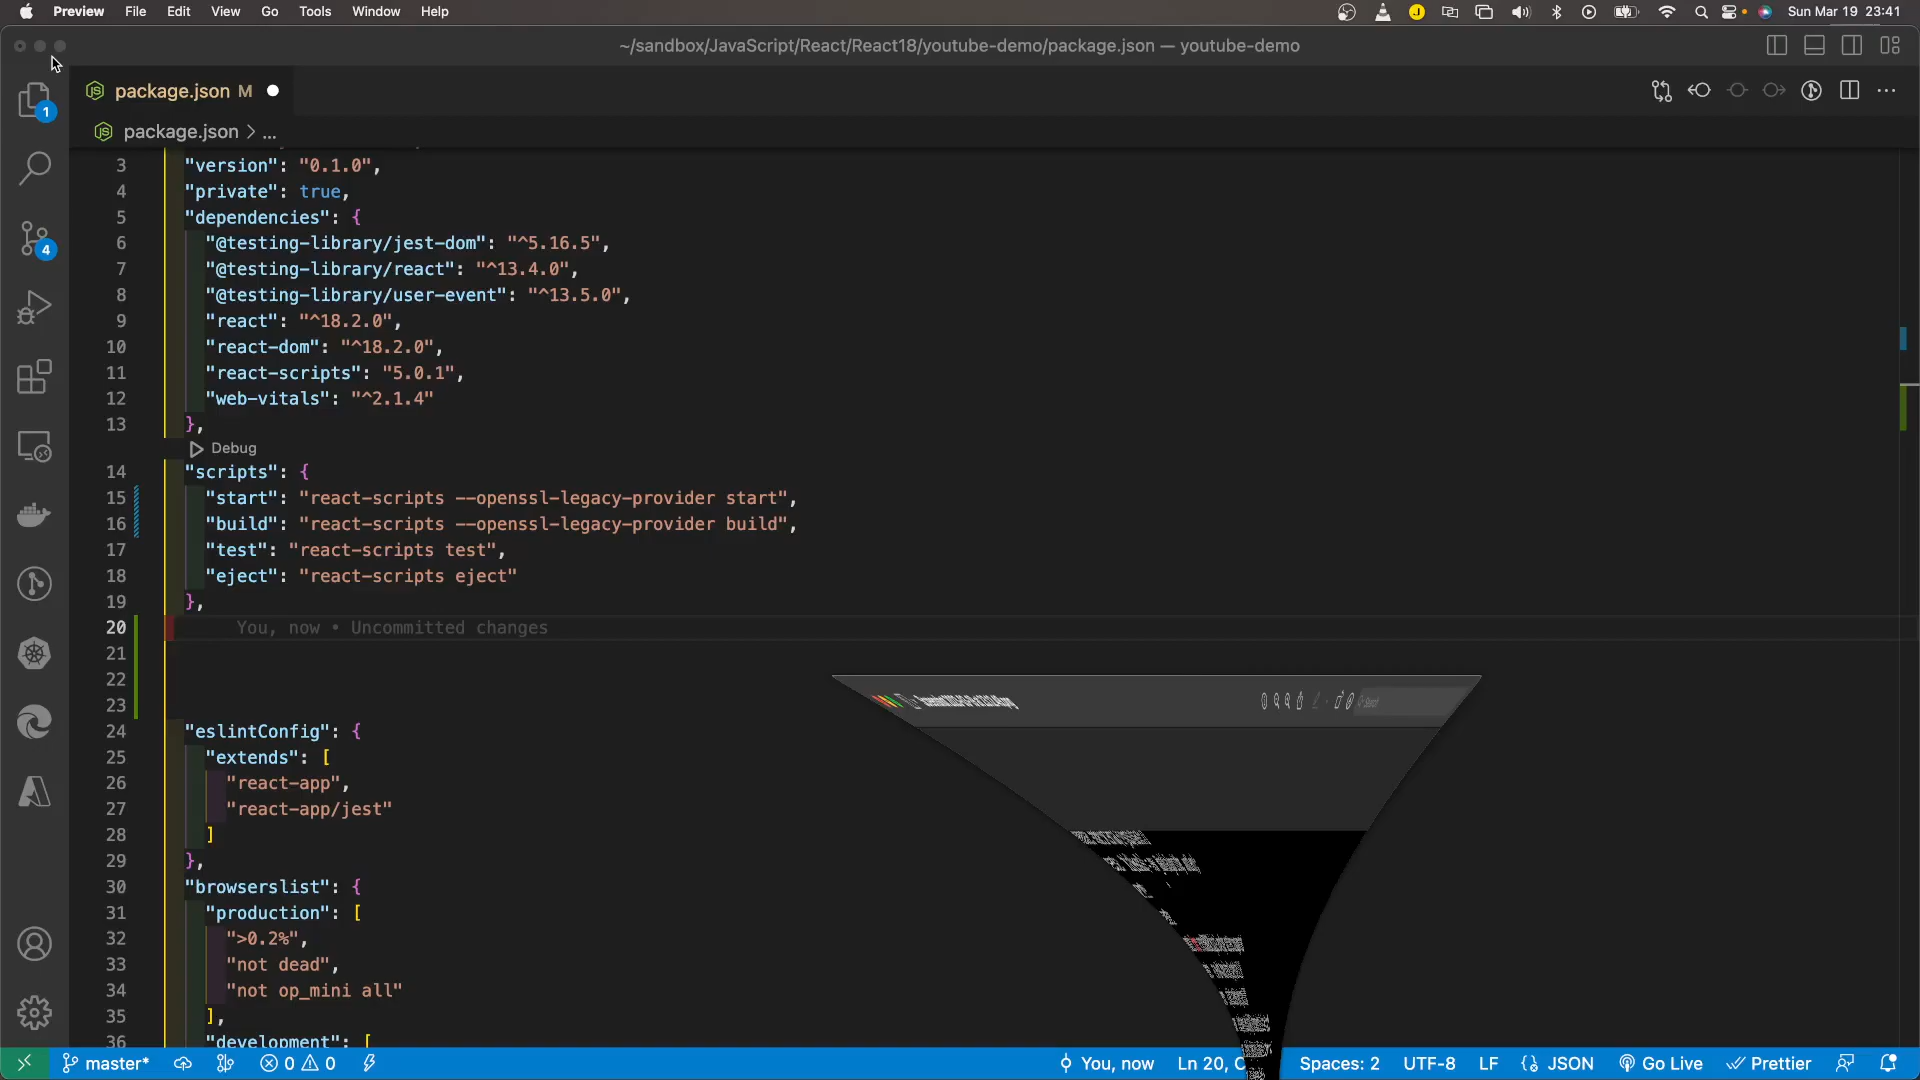 Preview File Edit View Go Tools Window Help Sun Mar 19 23:41
~/sandbox/JavaScript/React/React18/youtube-demo/package.json — youtube-demo
package.json M
package.json > ...
1
4
3 "version": "0.1.0",
4 "private": true,
5 "dependencies": {
6 "@testing-library/jest-dom": "^5.16.5",
7 "@testing-library/react": "^13.4.0",
8 "@testing-library/user-event": "^13.5.0",
9 "react": "^18.2.0",
10 "react-dom": "^18.2.0",
11 "react-scripts": "5.0.1",
12 "web-vitals": "^2.1.4"
13 },
Debug
14 "scripts": {
15 "start": "react-scripts --openssl-legacy-provider start",
16 "build": "react-scripts --openssl-legacy-provider build",
17 "test": "react-scripts test",
18 "eject": "react-scripts eject"
19 },
20 You, now • Uncommitted changes
21
22
23
24 "eslintConfig": {
25 "extends": [
26 "react-app",
27 "react-app/jest"
28 ]
29 },
30 "browserslist": {
31 "production": [
32 ">0.2%",
33 "not dead",
34 "not op_mini all"
35 ],
36 "development": [
master* 0 0 You, now Ln 20, Spaces: 2 UTF-8 LF {} JSON Go Live Prettier